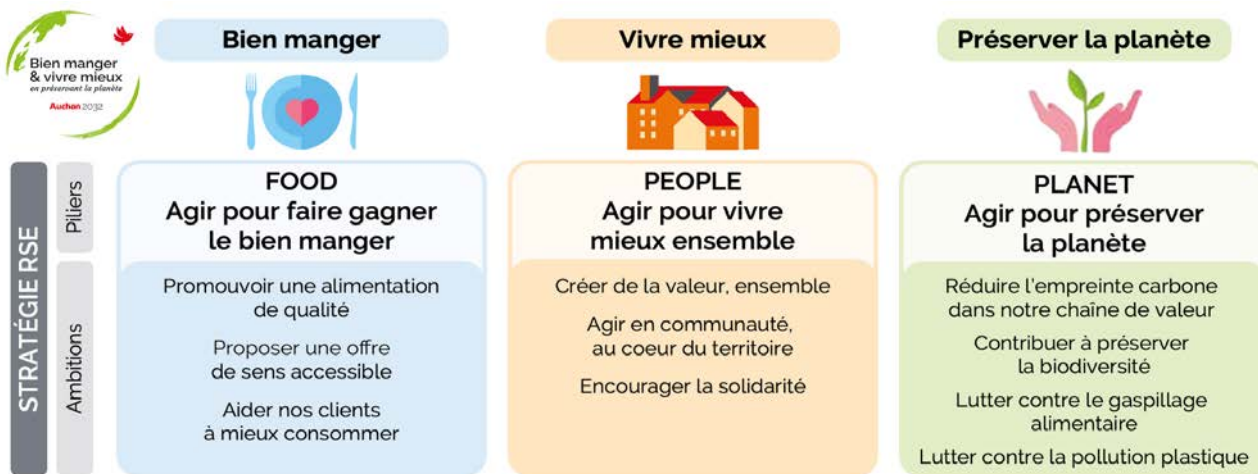 Bien manger
& vivre mieux
en préservant la planète
Auchan 2032
Bien manger
Vivre mieux
Préserver la planète
STRATÉGIE RSE
Piliers
FOOD
Agir pour faire gagner
le bien manger
PEOPLE
Agir pour vivre
mieux ensemble
PLANET
Agir pour préserver
la planète
Ambitions
Promouvoir une alimentation
de qualité
Proposer une offre
de sens accessible
Aider nos clients
à mieux consommer
Créer de la valeur, ensemble
Agir en communauté,
au coeur du territoire
Encourager la solidarité
Réduire l'empreinte carbone
dans notre chaîne de valeur
Contribuer à préserver
la biodiversité
Lutter contre le gaspillage
alimentaire
Lutter contre la pollution plastique